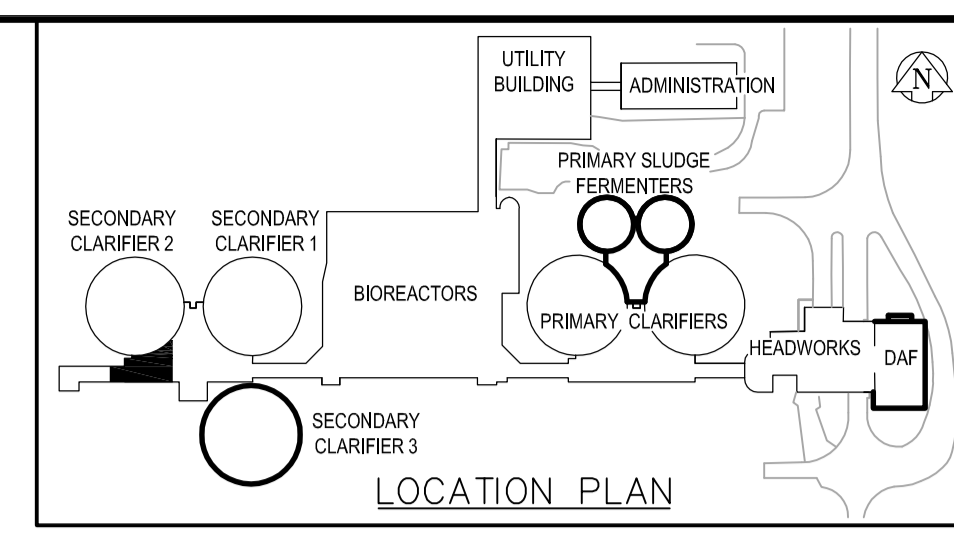 UTILITY
BUILDING
ADMINISTRATION
N
PRIMARY SLUDGE
FERMENTERS
SECONDARY
CLARIFIER 2
SECONDARY
CLARIFIER 1
BIOREACTORS
PRIMARY CLARIFIERS
HEADWORKS
DAF
SECONDARY
CLARIFIER 3
LOCATION PLAN